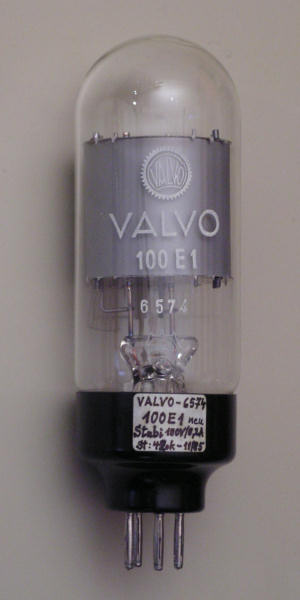 VALVO
VALVO
100 E1
6574
VALVO-6574
100E1 neu
Stabi 100V/0,2A